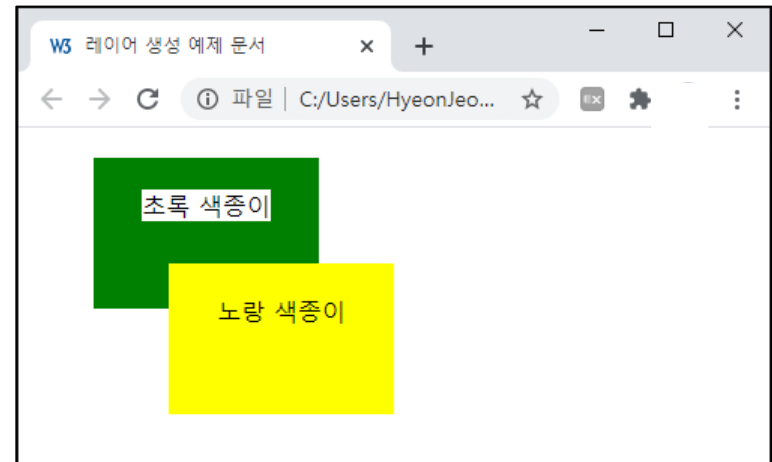 W3 레이어 생성 예제 문서
파일 C:/Users/HyeonJeo...
EX
초록 색종이
노랑 색종이